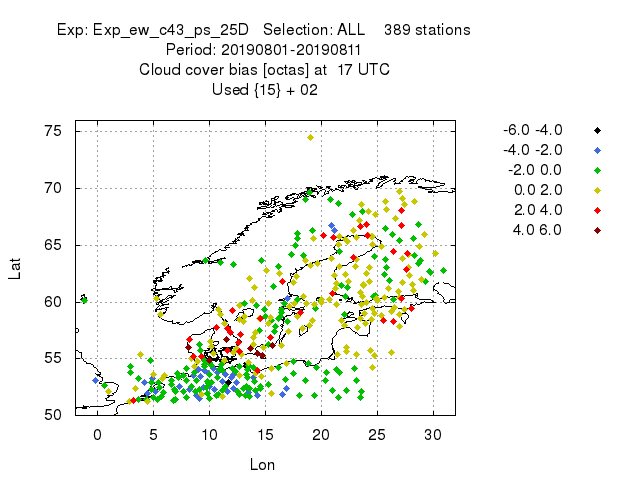 Exp: Exp_ew_c43_ps_25D Selection: ALL 389 stations
Period: 20190801-20190811
Cloud cover bias [octas] at 17 UTC
Used {15} + 02
-6.0 -4.0
-4.0 -2.0
-2.0 0.0
0.0 2.0
2.0 4.0
4.0 6.0
75
70
65
60
55
50
Lat
0 5 10 15 20 25 30
Lon